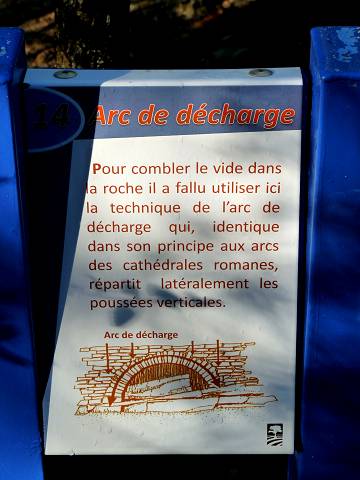 14 Arc de décharge
Pour combler le vide dans
la roche il a fallu utiliser ici
la technique de l'arc de
décharge qui, identique
dans son principe aux arcs
des cathédrales romanes,
répartit latéralement les
poussées verticales.
Arc de décharge